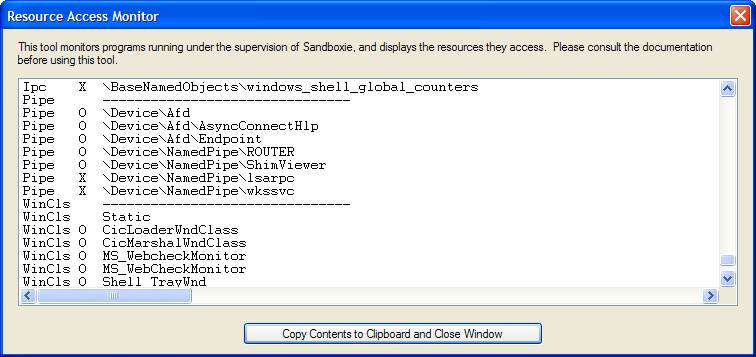 Resource Access Monitor
This tool monitors programs running under the supervision of Sandboxie, and displays the resources they access.  Please consult the documentation
before using this tool.
Ipc    X  \BaseNamedObjects\windows_shell_global_counters
Pipe      -------------------------------
Pipe   O  \Device\Afd
Pipe   O  \Device\Afd\AsyncConnectHlp
Pipe   O  \Device\Afd\Endpoint
Pipe   O  \Device\NamedPipe\ROUTER
Pipe   O  \Device\NamedPipe\ShimViewer
Pipe   X  \Device\NamedPipe\lsarpc
Pipe   X  \Device\NamedPipe\wkssvc
WinCls    -------------------------------
WinCls    Static
WinCls O  CicLoaderWndClass
WinCls O  CicMarshalWndClass
WinCls O  MS_WebcheckMonitor
WinCls O  MS_WebCheckMonitor
WinCls O  Shell_TrayWnd
Copy Contents to Clipboard and Close Window